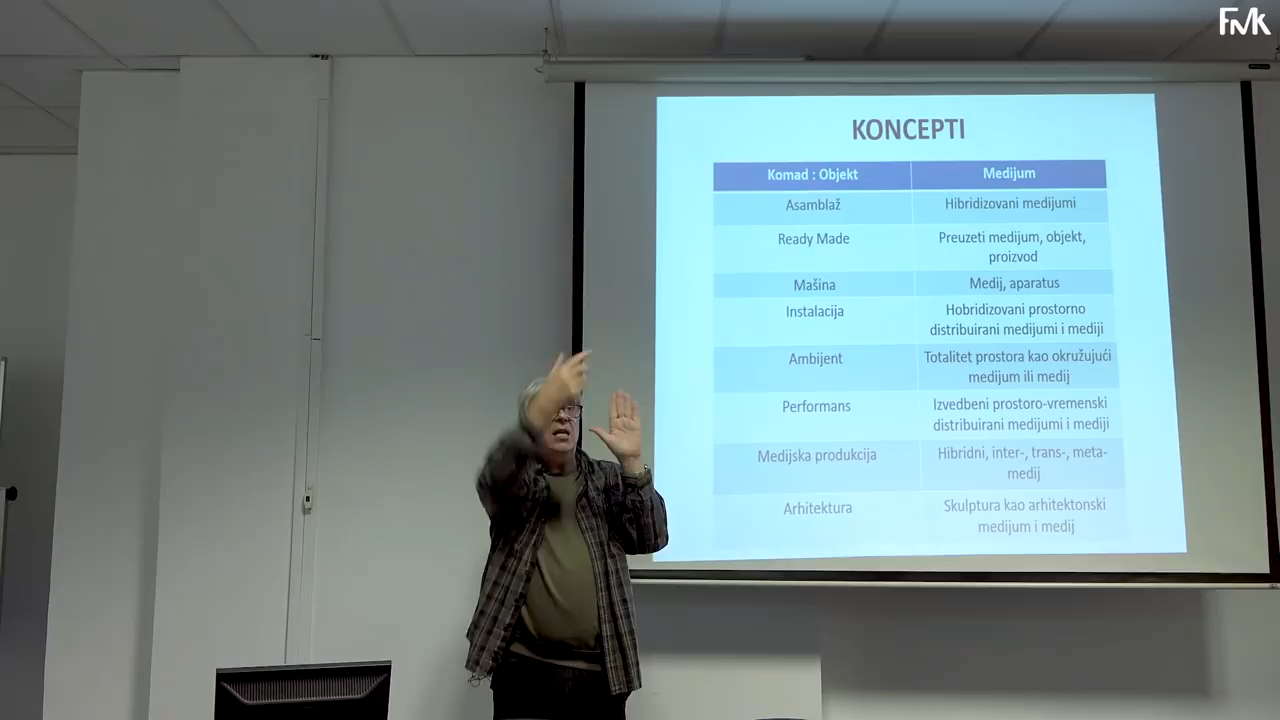 FMK
KONCEPTI
Komad : Objekt
Medijum
Asamblaž
Hibridizovani medijumi
Ready Made
Preuzeti medijum, objekt,
proizvod
Mašina
Medij, aparatus
Instalacija
Hobridizovani prostorno
distribuirani medijumi i mediji
Ambijent
Totalitet prostora kao okružujući
medijum ili medij
Performans
Izvedbeni prostoro-vremenski
distribuirani medijumi i mediji
Medijska produkcija
Hibridni, inter-, trans-, meta-
medij
Arhitektura
Skulptura kao arhitektonski
medijum i medij